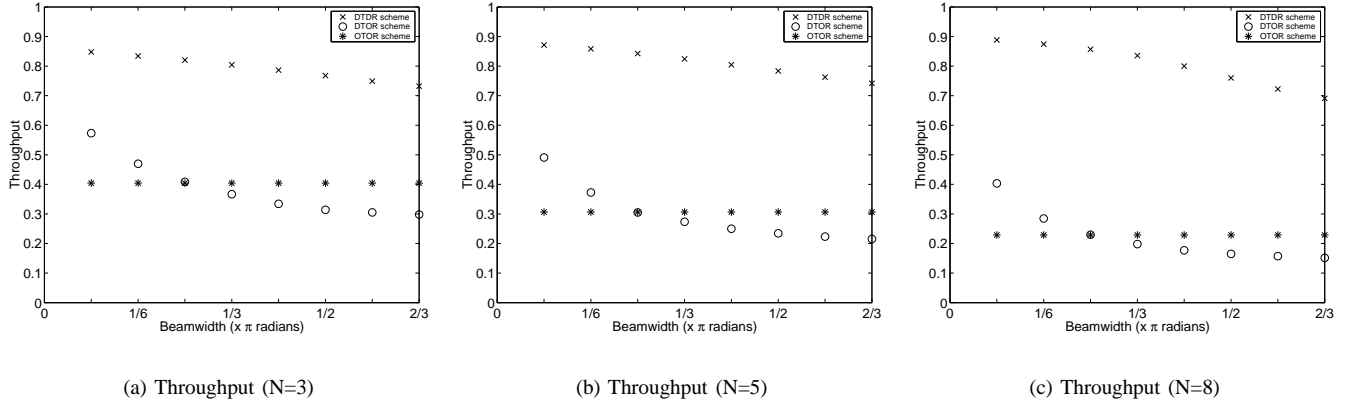 1
0.9
0.8
0.7
0.6
0.5
0.4
0.3
0.2
0.1
0
Throughput
DTDR scheme
DTOR scheme
OTOR scheme
0 1/6 1/3 1/2 2/3
Beamwidth (x π radians)
(a) Throughput (N=3)
1
0.9
0.8
0.7
0.6
0.5
0.4
0.3
0.2
0.1
0
Throughput
DTDR scheme
DTOR scheme
OTOR scheme
0 1/6 1/3 1/2 2/3
Beamwidth (x π radians)
(b) Throughput (N=5)
1
0.9
0.8
0.7
0.6
0.5
0.4
0.3
0.2
0.1
0
Throughput
DTDR scheme
DTOR scheme
OTOR scheme
0 1/6 1/3 1/2 2/3
Beamwidth (x π radians)
(c) Throughput (N=8)